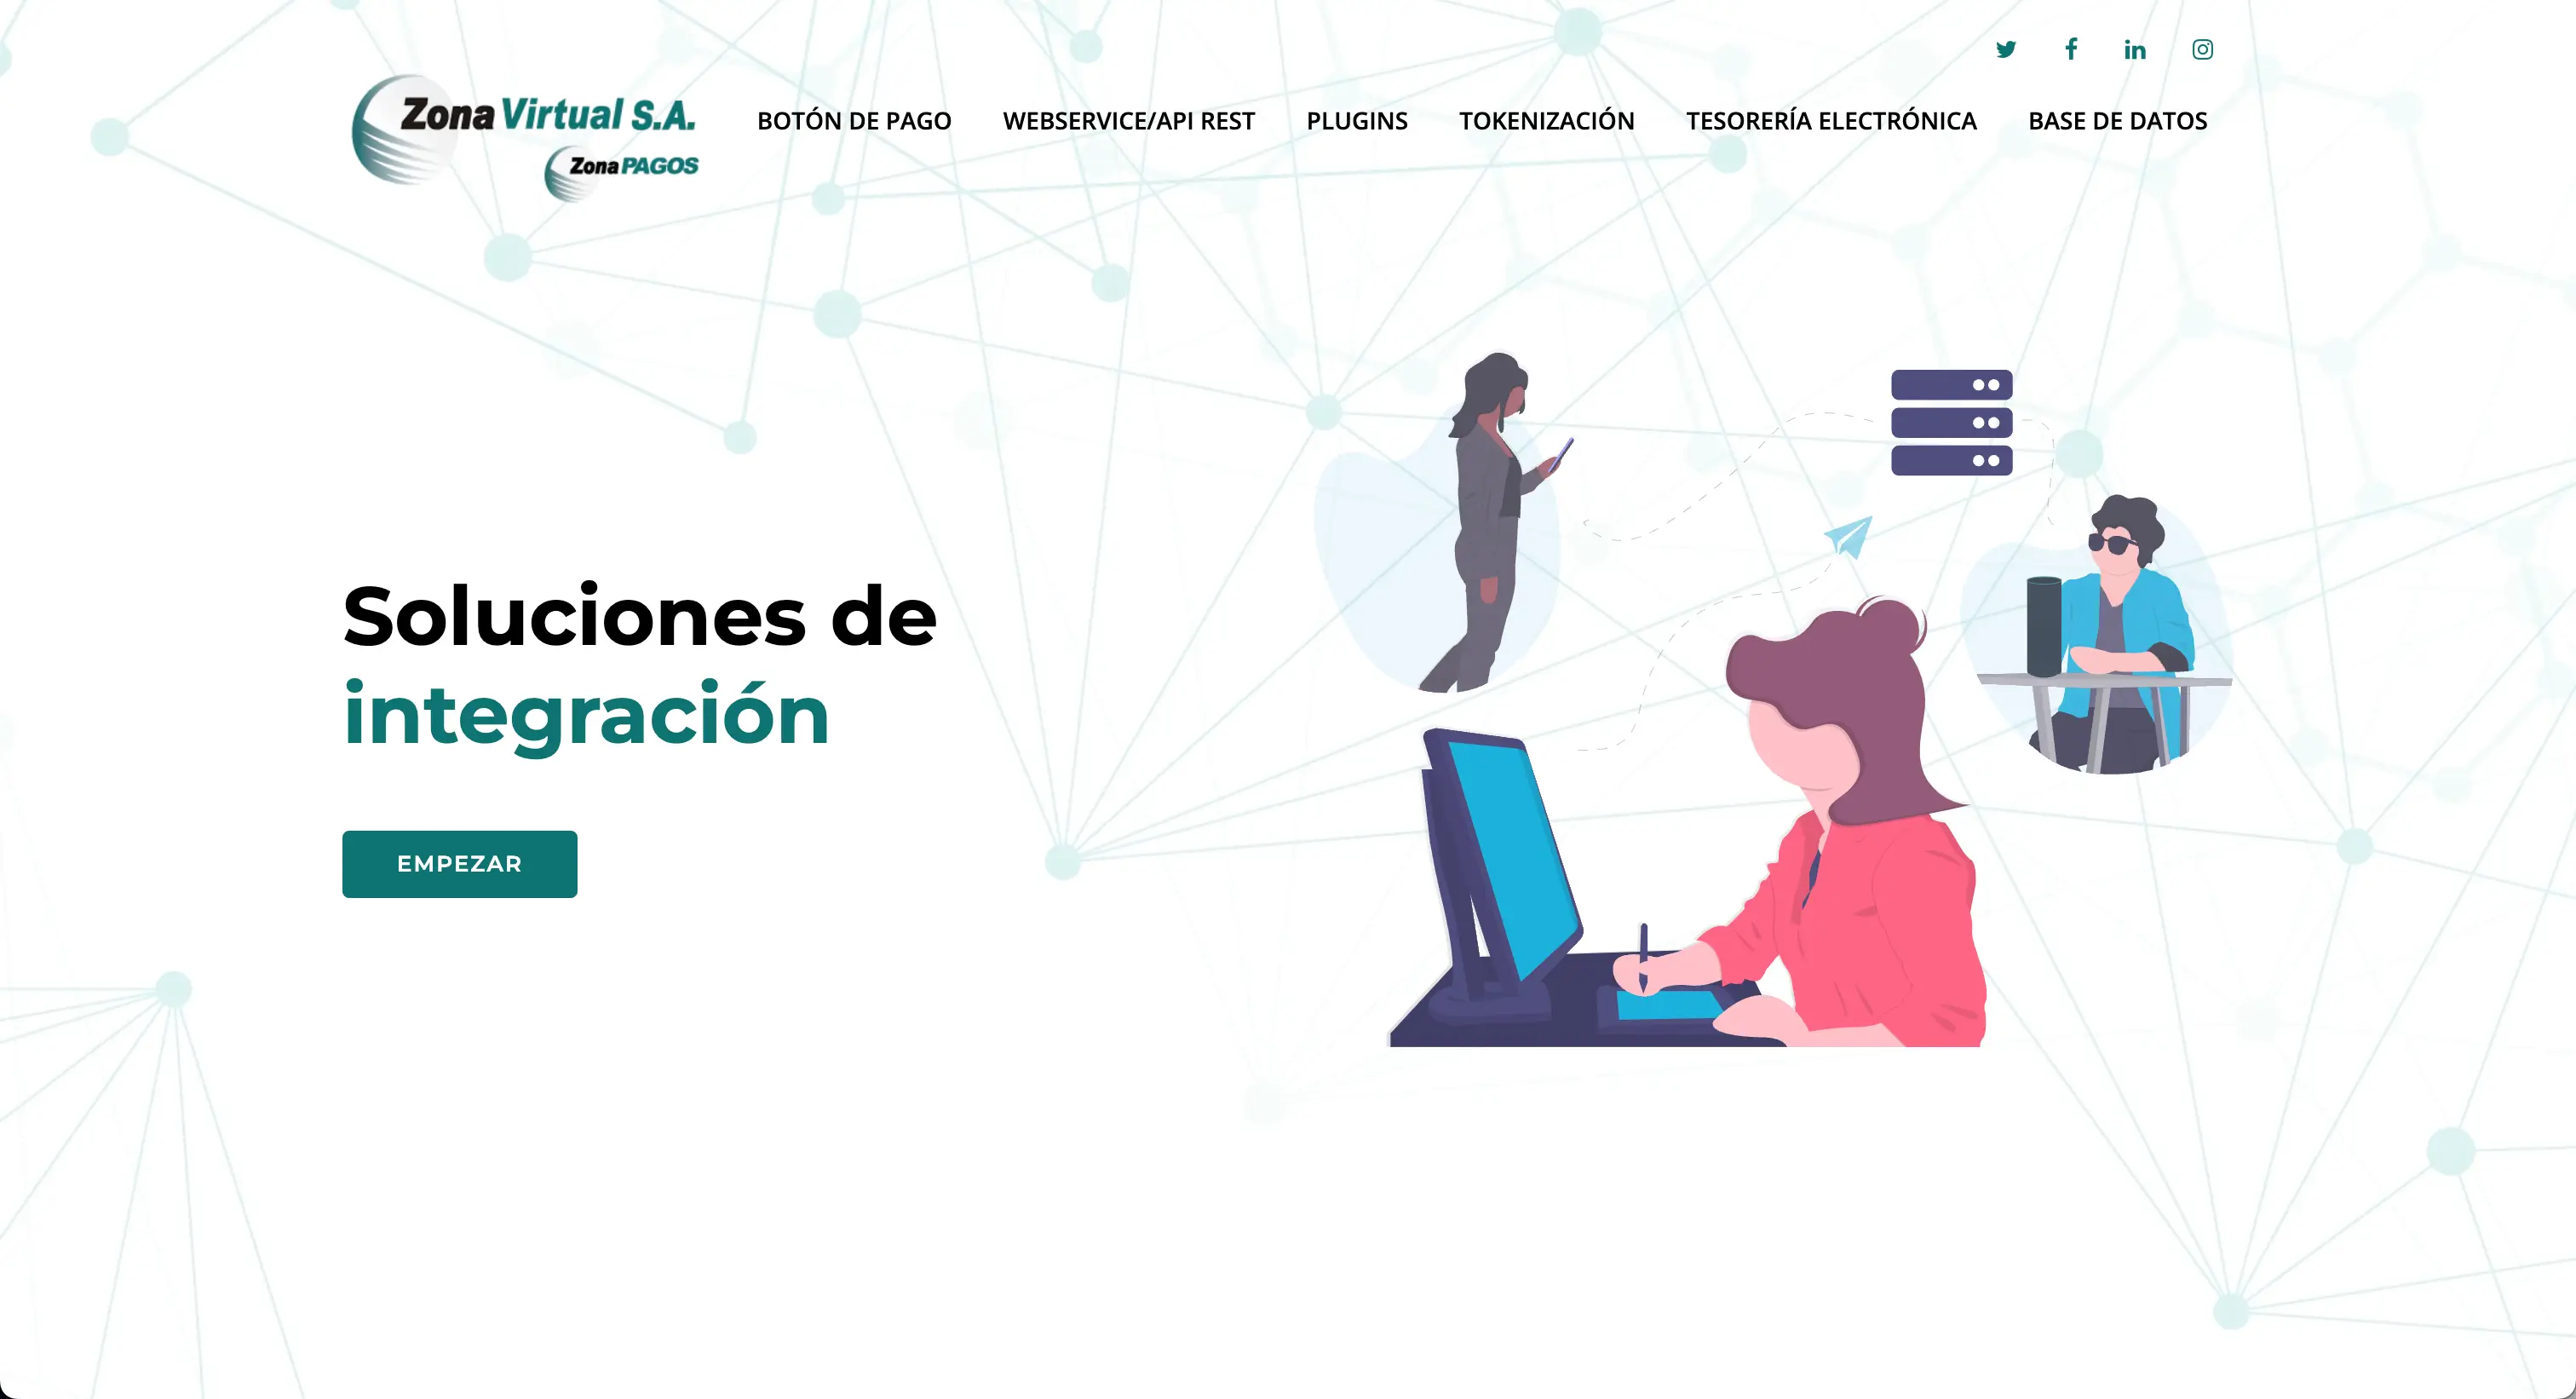 Zona Virtual S.A.
Zona PAGOS
BOTÓN DE PAGO
WEBSERVICE/API REST
PLUGINS
TOKENIZACIÓN
TESORERÍA ELECTRÓNICA
BASE DE DATOS
Soluciones de
integración
EMPEZAR